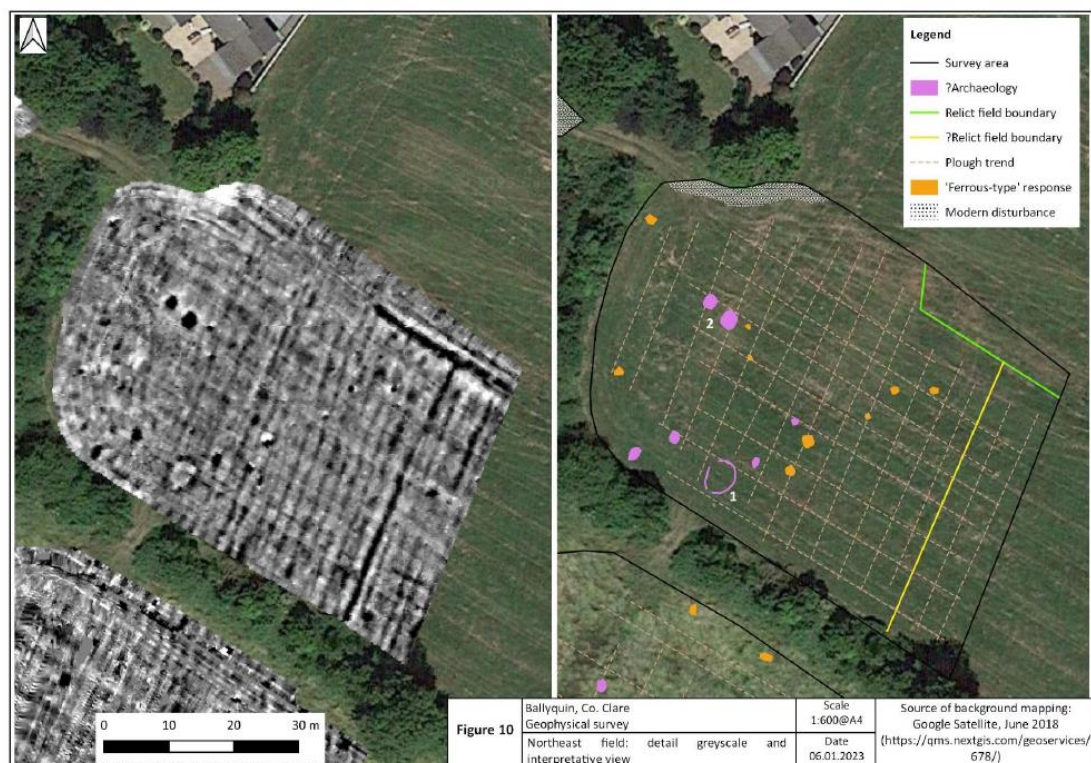 Legend
Survey area
?Archaeology
Relict field boundary
?Relict field boundary
Plough trend
'Ferrous-type' response
Modern disturbance
2
1
0 10 20 30 m
Figure 10
Ballyquin, Co. Clare
Geophysical survey
Northeast field: detail greyscale and
interpretative view
Scale
1:600@A4
Date
06.01.2023
Source of background mapping:
Google Satellite, June 2018
(https://qms.nextgis.com/geoservices/
678/)